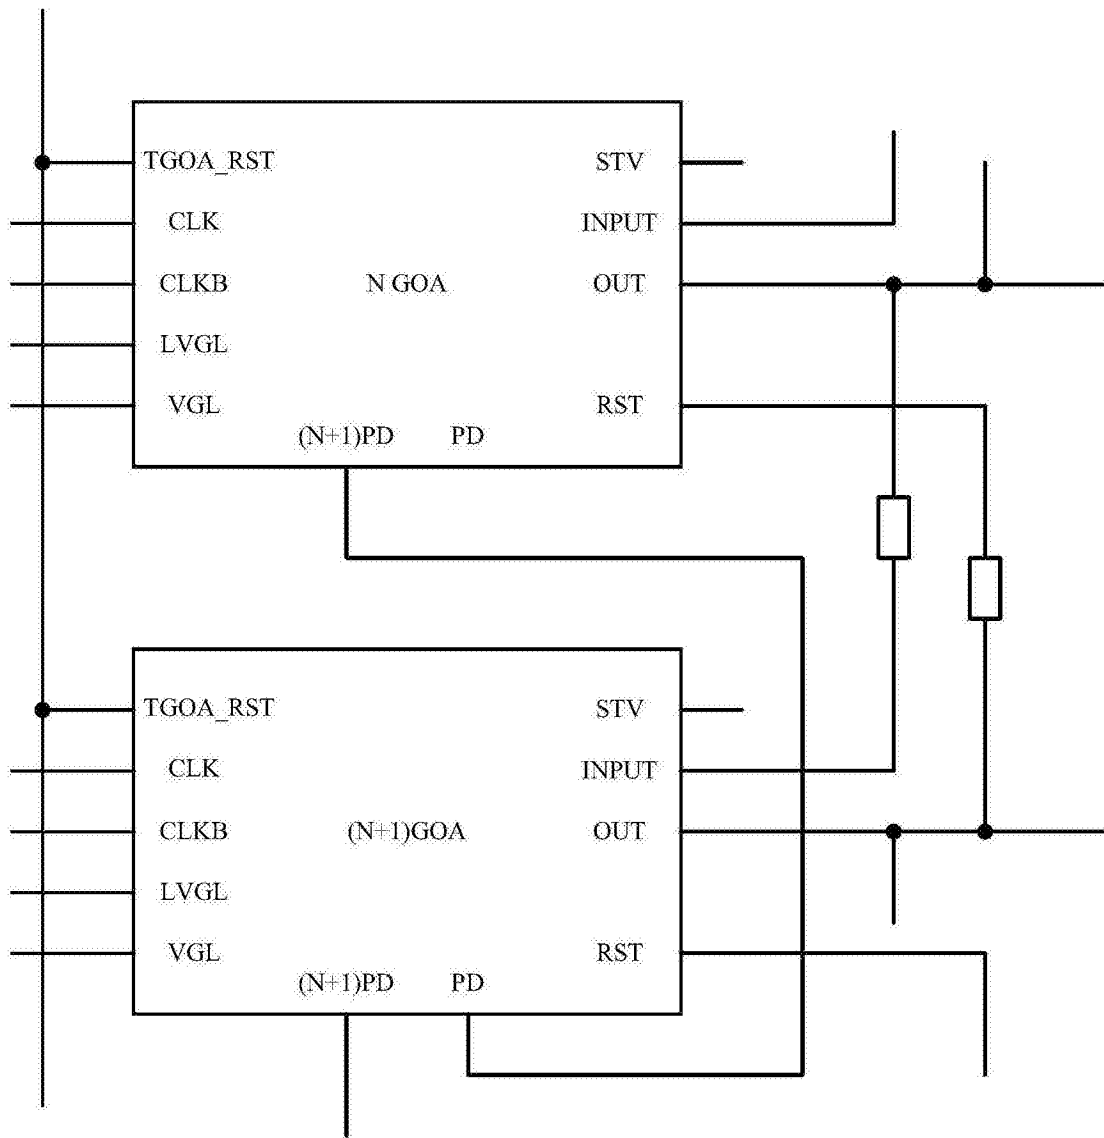 TGOA_RST STV
CLK INPUT
CLKB N GOA OUT
LVGL
VGL RST
(N+1)PD PD
TGOA_RST STV
CLK INPUT
CLKB (N+1)GOA OUT
LVGL
VGL RST
(N+1)PD PD